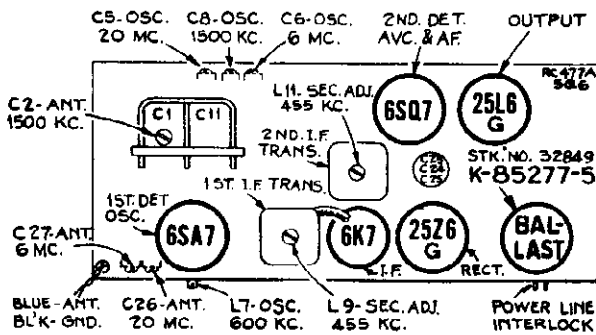 C5-OSC.
20 MC.
C8-OSC.
1500 KC.
C6-OSC.
6 MC.
2ND. DET.
AVC. & AF.
OUTPUT
RC477A
C2-ANT.
1500 KC.
C1
C11
L11. SEC. ADJ.
455 KC.
6SQ7
25L6
G
2ND I.F.
TRANS.
C23
C24
C25
STK. NO. 32849
K-85277-5
1ST. DET
OSC.
1ST. I.F. TRANS.
C27-ANT.
6 MC.
6SA7
6K7
I.F.
25Z6
G
RECT.
BAL-
LAST
BLUE-ANT.
BL'K-GND.
C26-ANT.
20 MC.
L7-OSC.
600 KC.
L9-SEC. ADJ.
455 KC.
POWER LINE
INTERLOCK